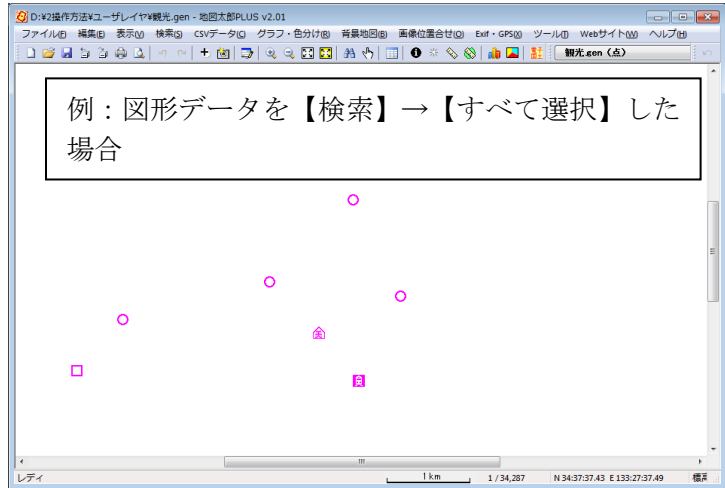 D:¥2操作方法¥ユーザレイヤ¥観光.gen - 地図太郎PLUS v2.01
ファイル(F) 編集(E) 表示(V) 検索(S) CSVデータ(C) グラフ・色分け(R) 背景地図(B) 画像位置合せ(O) Exif・GPS(X) ツール(T) Webサイト(W) ヘルプ(H)
観光.gen（点）
例：図形データを【検索】→【すべて選択】した
場合
レディ 1 km 1 / 34,287 N 34:37:37.43 E 133:27:37.49 標高